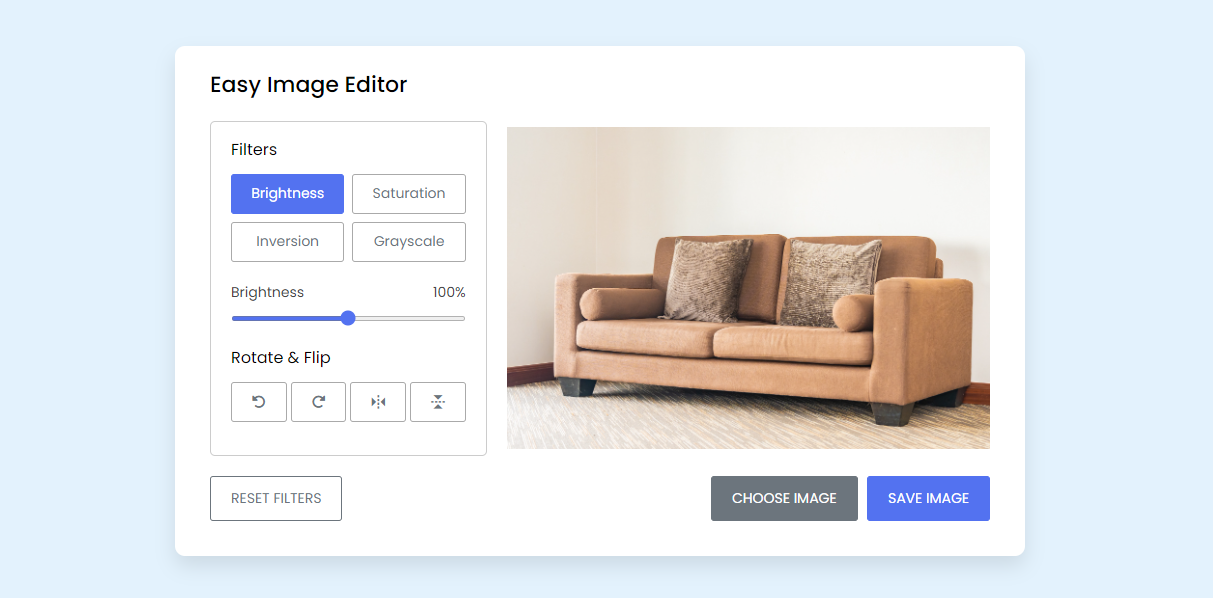 Easy Image Editor
Filters
Brightness Saturation
Inversion Grayscale
Brightness 100%
Rotate & Flip
RESET FILTERS CHOOSE IMAGE SAVE IMAGE